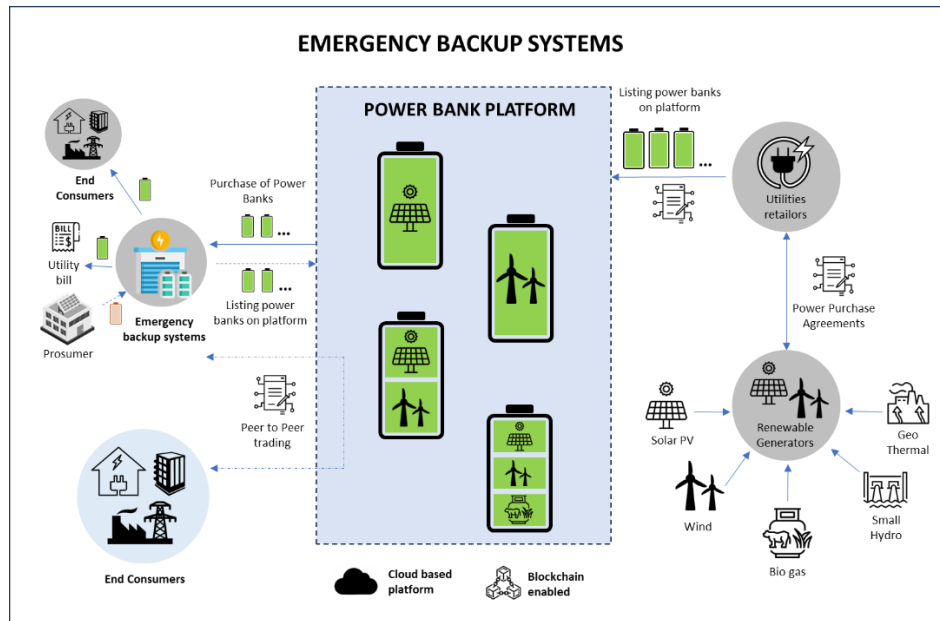 EMERGENCY BACKUP SYSTEMS
POWER BANK PLATFORM
Listing power banks
on platform
...
Utilities
retailors
Power Purchase
Agreements
Renewable
Generators
Solar PV
Wind
Bio gas
Small
Hydro
Geo
Thermal
End
Consumers
Purchase of Power
Banks
...
BILL
$
Utility
bill
Prosumer
Emergency
backup systems
...
Listing power
banks on platform
Peer to Peer
trading
End Consumers
Cloud based
platform
Blockchain
enabled